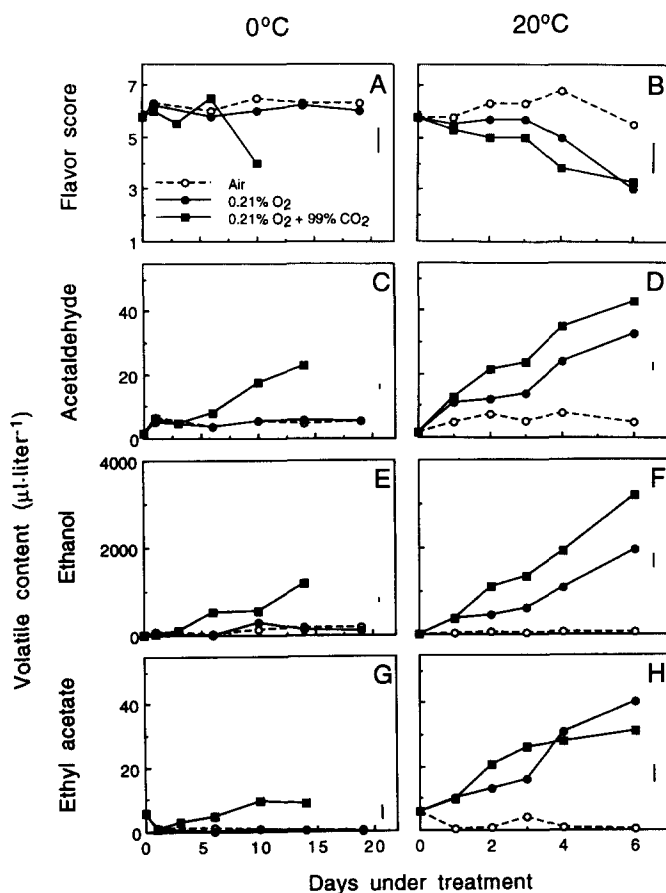 0°C 20°C
Flavor score
7
5
3
1
A
Air
0.21% O₂
0.21% O₂ + 99% CO₂
B
Volatile content (μl·liter⁻¹)
Acetaldehyde
40
20
0
C
D
Ethanol
4000
2000
0
E
F
Ethyl acetate
40
20
0
G
H
0 5 10 15 20 0 2 4 6
Days under treatment